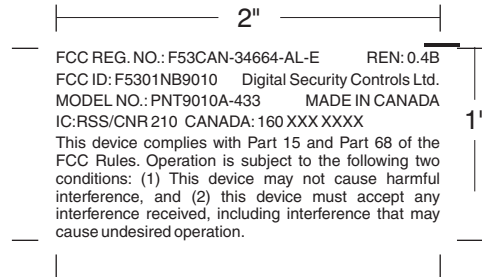 2"
FCC REG. NO.: F53CAN-34664-AL-E REN: 0.4B
FCC ID: F5301NB9010 Digital Security Controls Ltd.
MODEL NO.: PNT9010A-433 MADE IN CANADA
IC:RSS/CNR 210 CANADA: 160 XXX XXXX
1"
This device complies with Part 15 and Part 68 of the
FCC Rules. Operation is subject to the following two
conditions: (1) This device may not cause harmful
interference, and (2) this device must accept any
interference received, including interference that may
cause undesired operation.